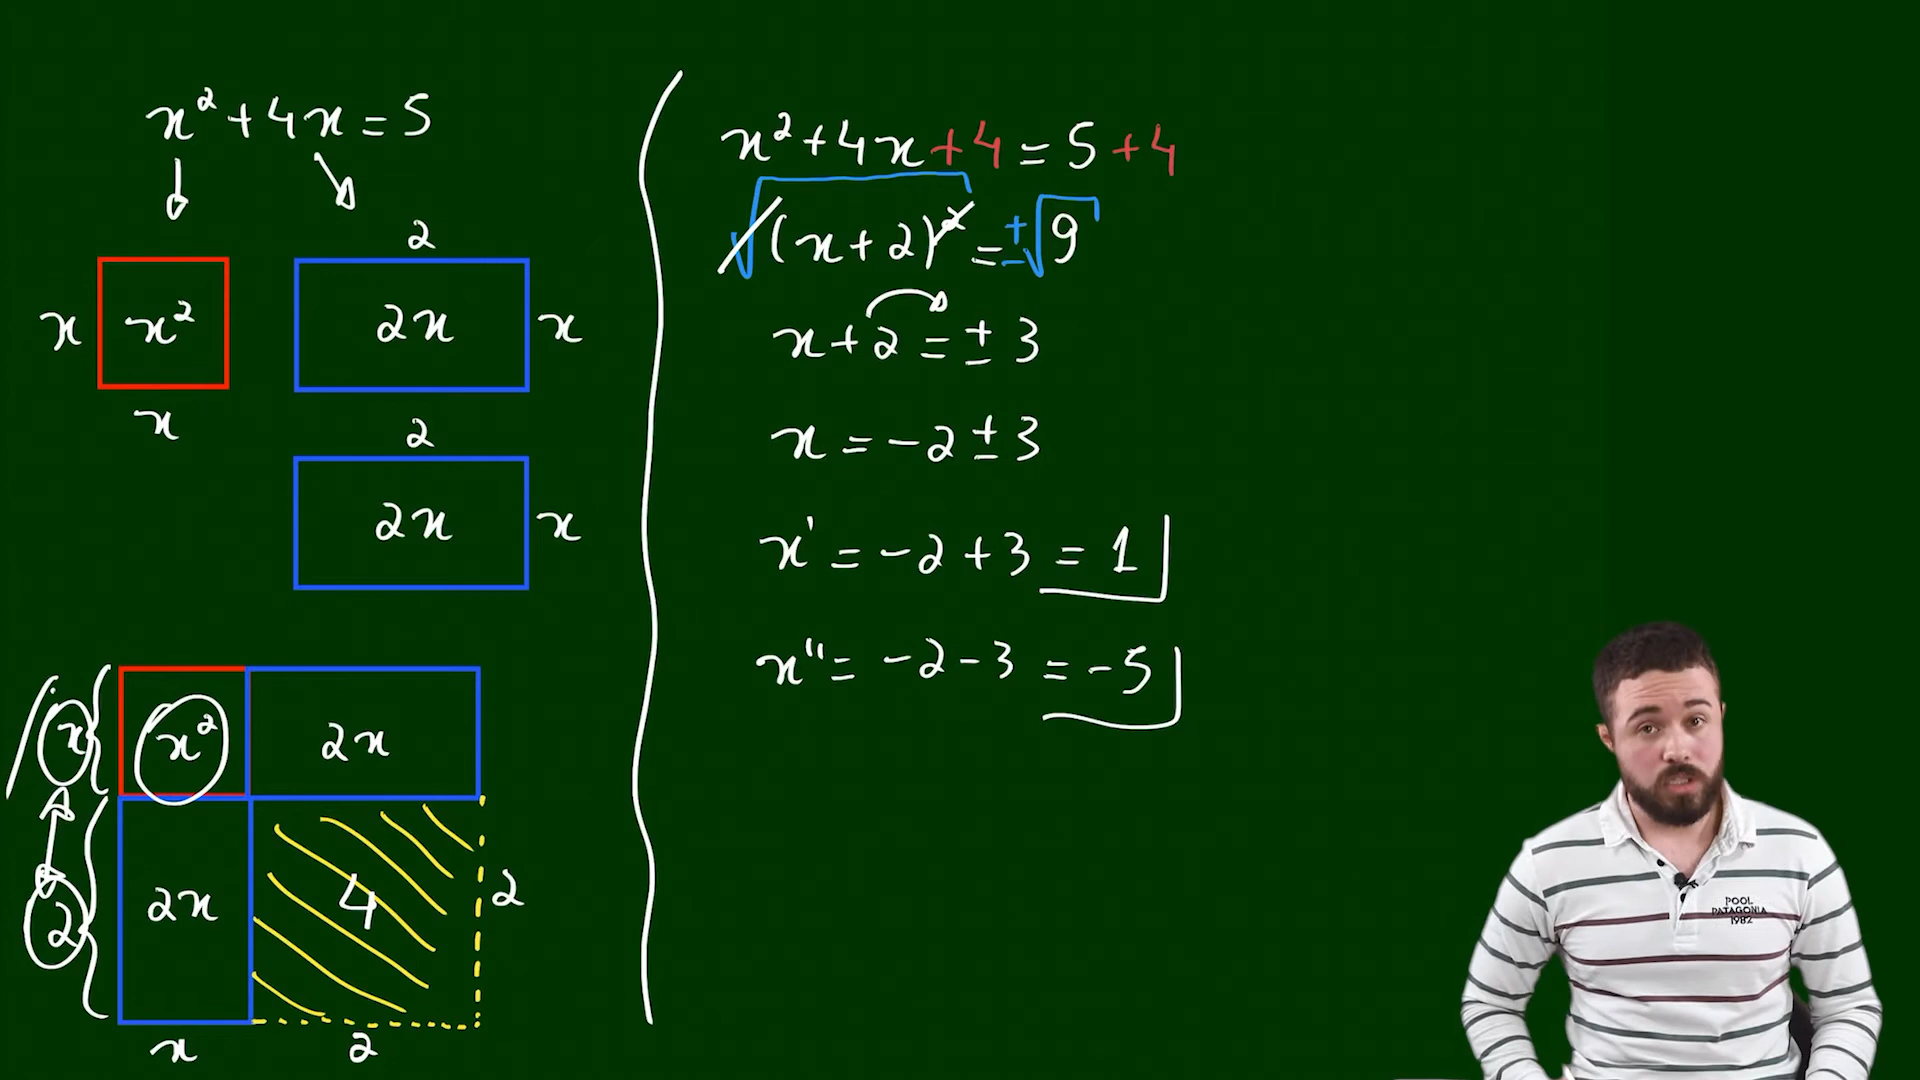 x² + 4x = 5
2
x
x²
2x
x
x
2
2x
x
x
x²
2x
2
2x
4
2
x
2
x² + 4x + 4 = 5 + 4
√(x + 2)² = ±√9
x + 2 = ± 3
x = -2 ± 3
x' = -2 + 3 = 1
x'' = -2 - 3 = -5
POOL
PATAGONIA
1982